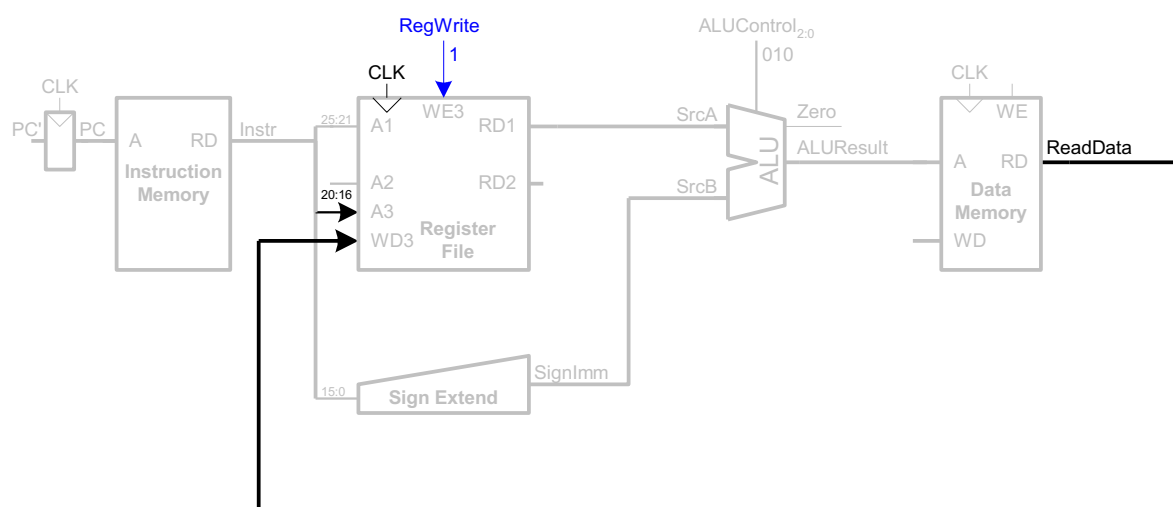 RegWrite
1
ALUControl2:0
010
CLK
CLK
CLK
PC'
PC
A
RD
Instr
Instruction
Memory
25:21
A1
WE3
RD1
A2
RD2
20:16
A3
WD3
Register
File
SrcA
SrcB
ALU
Zero
ALUResult
WE
A
RD
Data
Memory
WD
ReadData
15:0
Sign Extend
SignImm